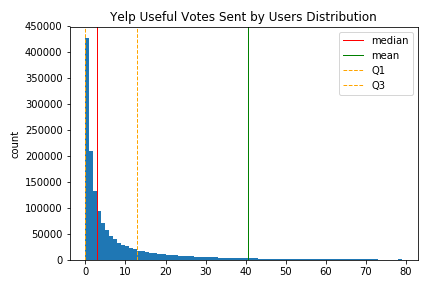 Yelp Useful Votes Sent by Users Distribution
450000
400000
350000
300000
250000
200000
150000
100000
50000
0
count
median
mean
Q1
Q3
0 10 20 30 40 50 60 70 80